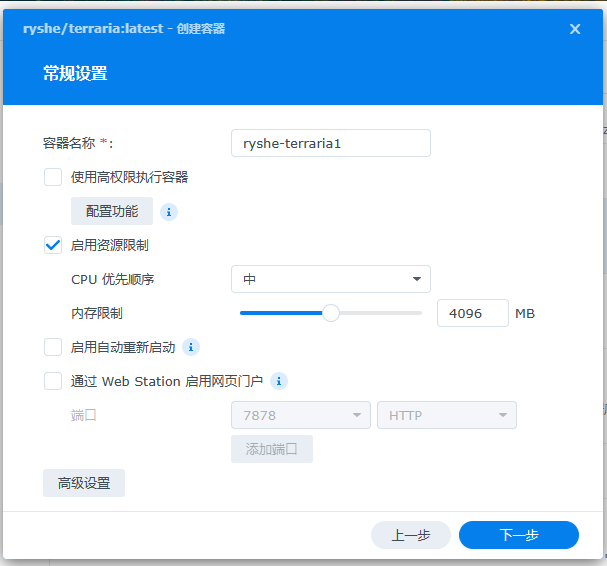 ryshe/terraria:latest - 创建容器
常规设置
容器名称 *: ryshe-terraria1
使用高权限执行容器
配置功能
启用资源限制
CPU 优先顺序 中
内存限制 4096 MB
启用自动重新启动
通过 Web Station 启用网页门户
端口 7878 HTTP
添加端口
高级设置
上一步 下一步